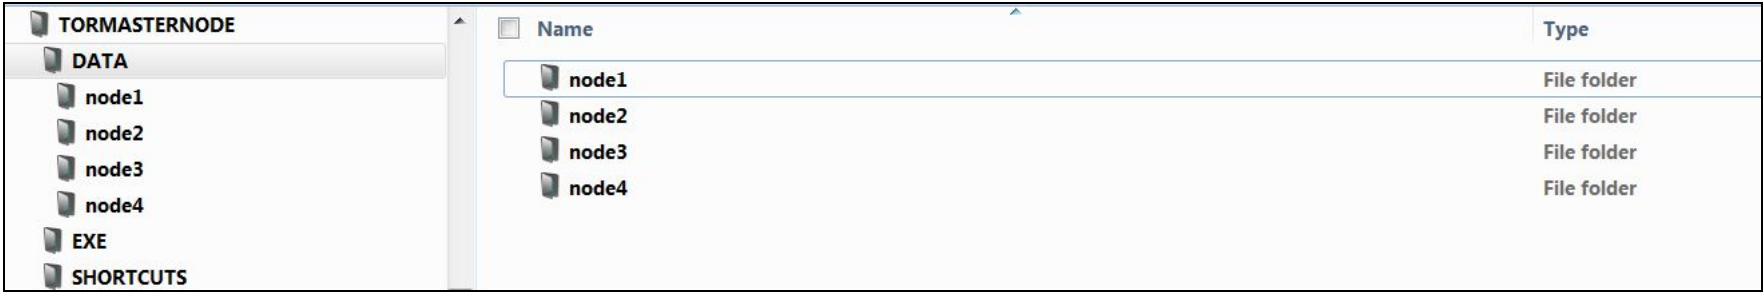 TORMASTERNODE
DATA
node1
node2
node3
node4
EXE
SHORTCUTS
Name Type
node1 File folder
node2 File folder
node3 File folder
node4 File folder